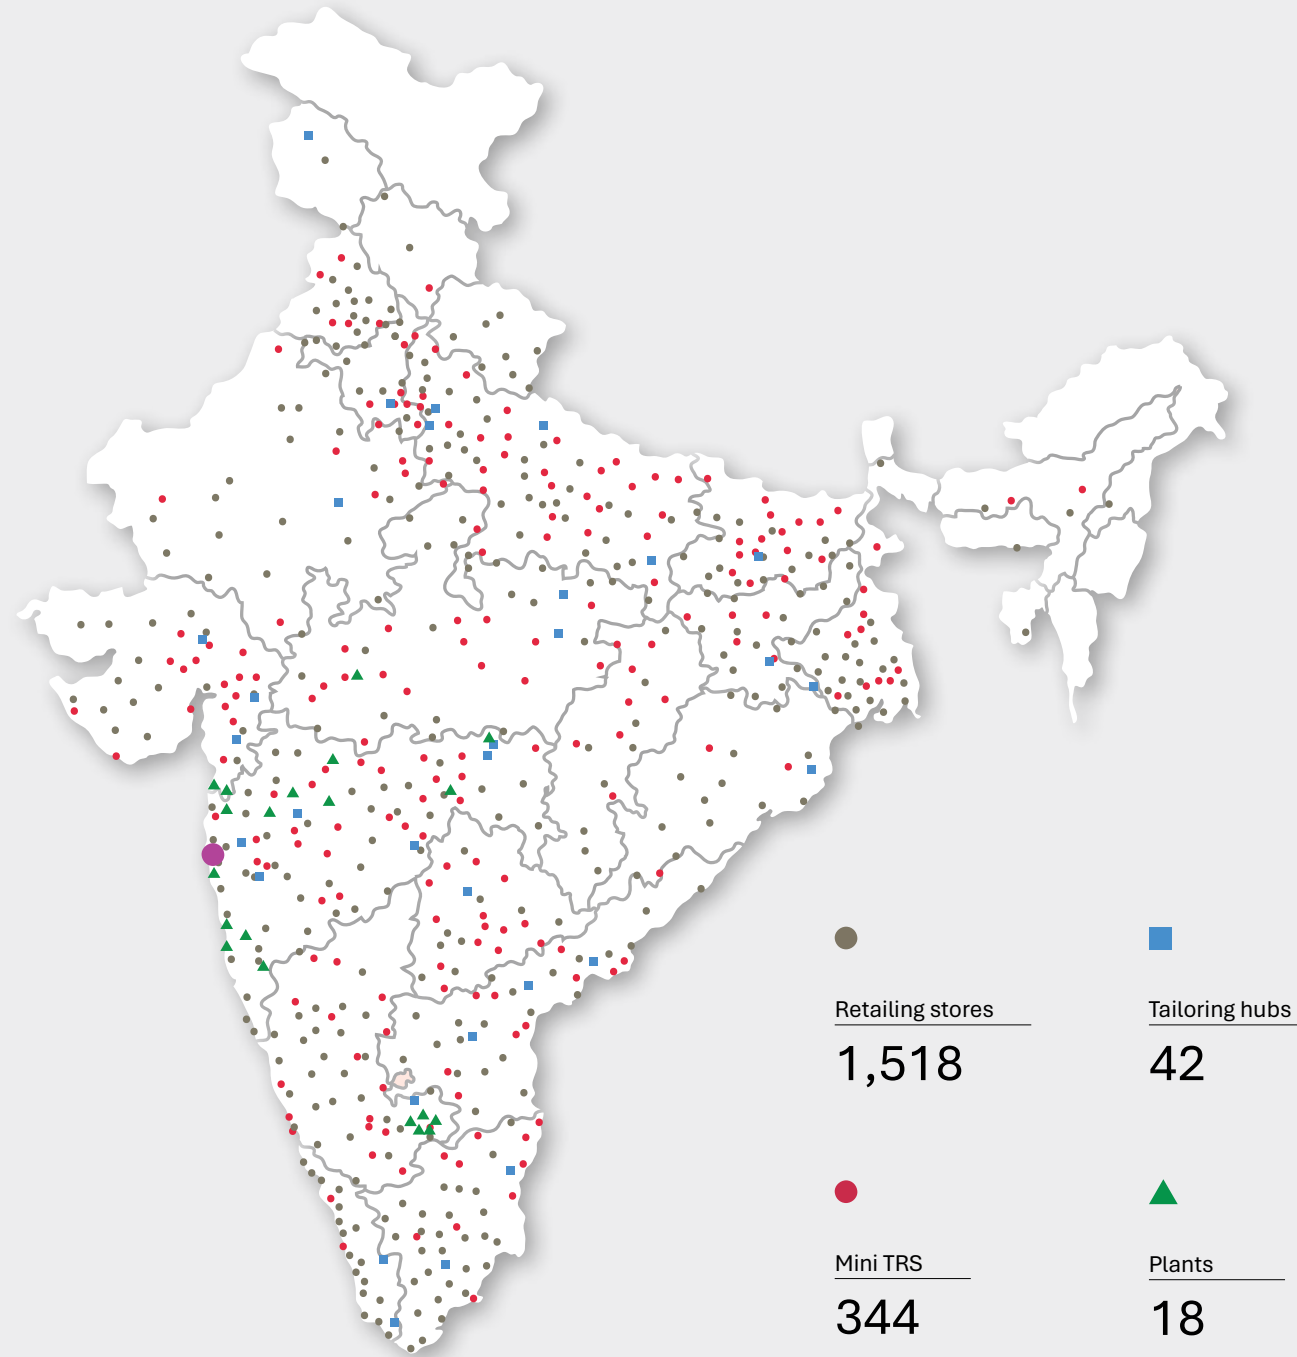 Retailing stores
1,518
Tailoring hubs
42
Mini TRS
344
Plants
18